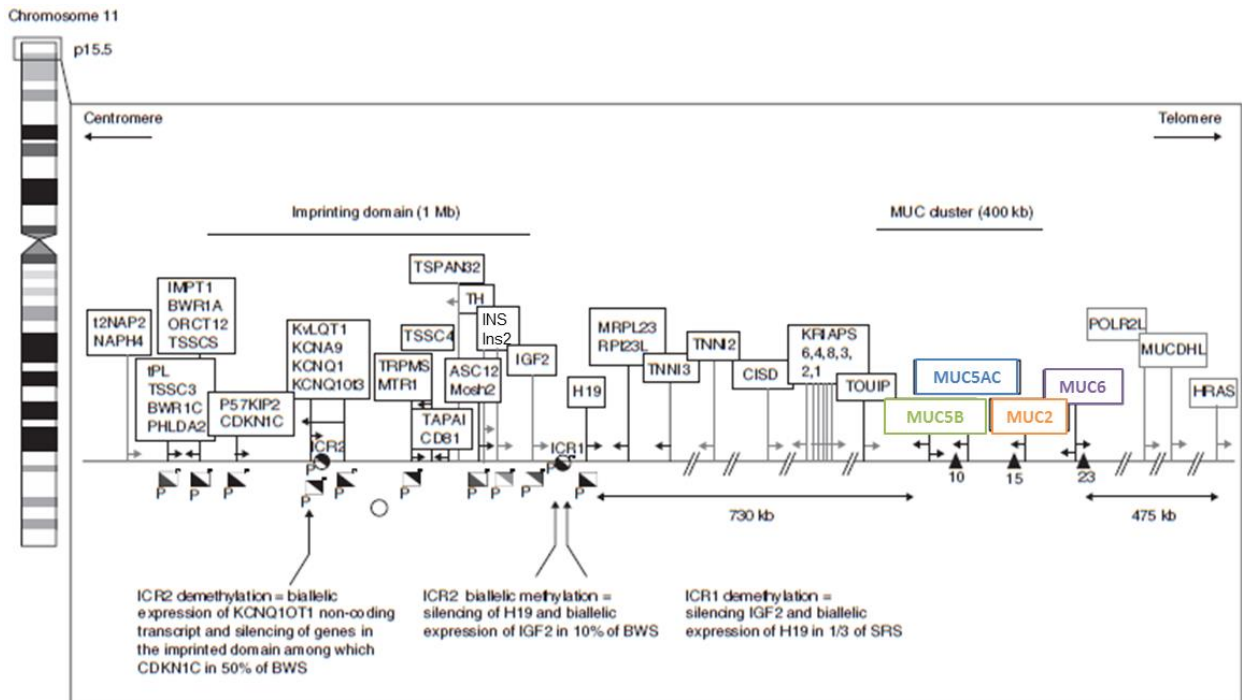 Chromosome 11
p15.5
Centromere
Telomere
Imprinting domain (1 Mb)
MUC cluster (400 kb)
t2NAP2
NAPH4
IMPT1
BWR1A
ORCT12
TSSCS
tPL
TSSC3
BWR1C
PHLDA2
P57KIP2
CDKN1C
KvLQT1
KCNA9
KCNQ1
KCNQ10t3
ICR2
TSPAN32
TSSC4
TRPMS
MTR1
TAPAI
CD81
TH
INS
Ins2
ASC12
Mosh2
IGF2
ICR1
H19
MRPL23
RPI23L
TNNI3
TNNI2
CISD
KRIAPS
6,4,8,3,
2,1
TOUIP
MUC5AC
MUC5B
MUC2
MUC6
POLR2L
MUCDHL
HRAS
P P P P P P P P P P P P
10
15
23
730 kb
475 kb
ICR2 demethylation = biallelic
expression of KCNQ1OT1 non-coding
transcript and silencing of genes in
the imprinted domain among which
CDKN1C in 50% of BWS
ICR2 biallelic methylation =
silencing of H19 and biallelic
expression of IGF2 in 10% of BWS
ICR1 demethylation =
silencing IGF2 and biallelic
expression of H19 in 1/3 of SRS